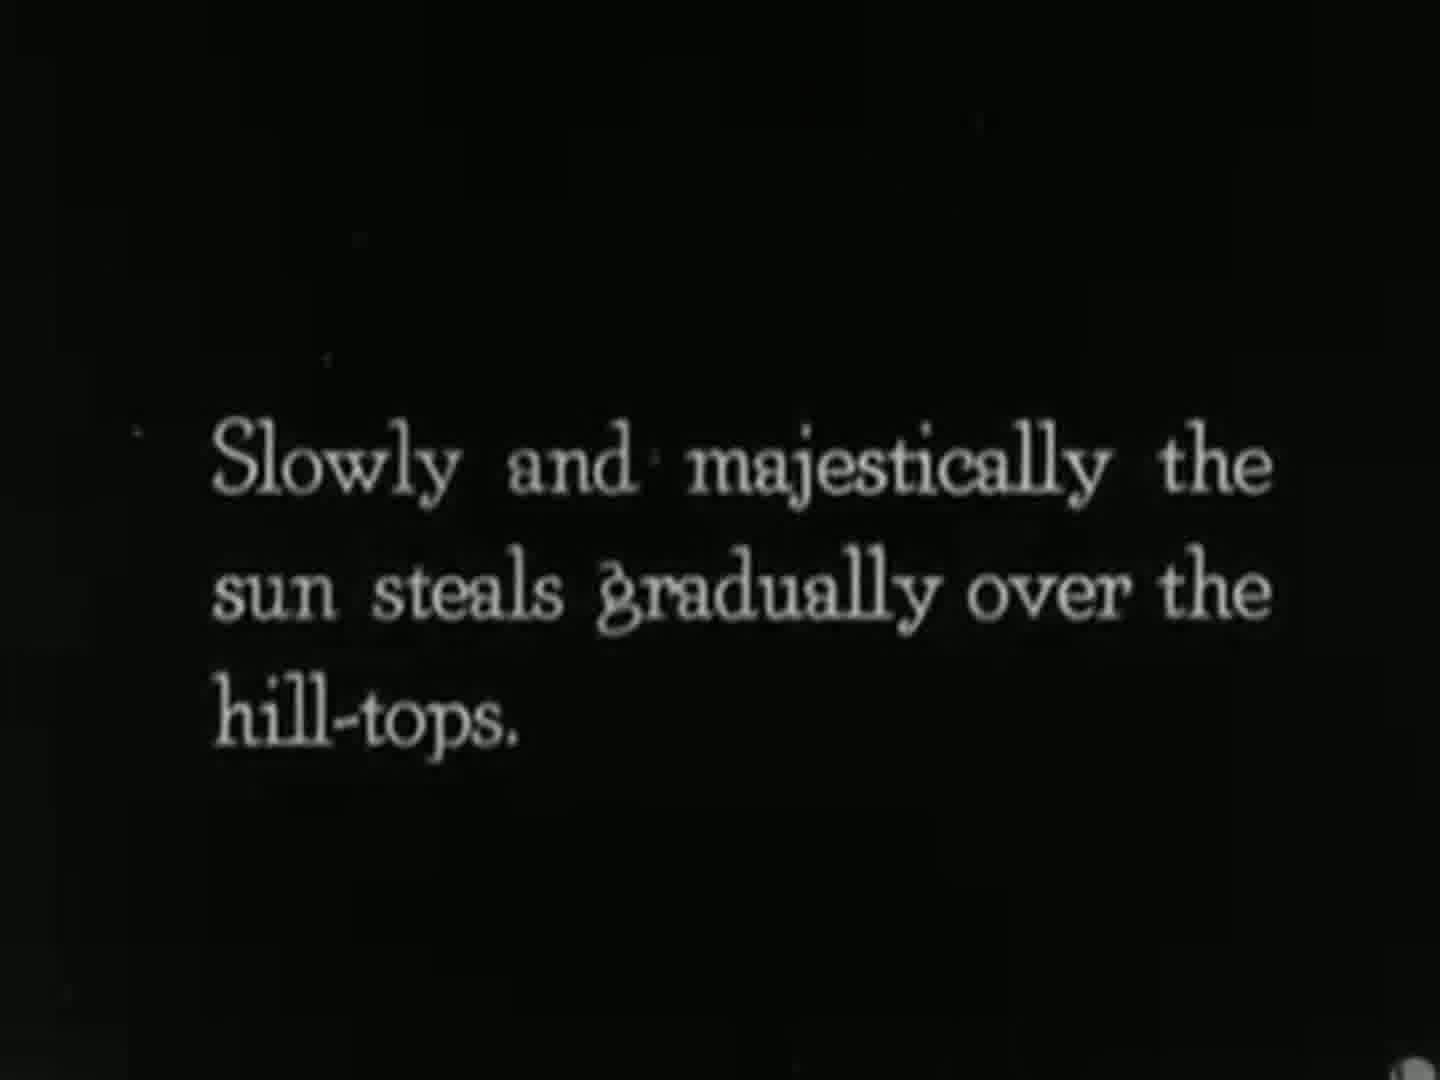 Slowly and majestically the
sun steals gradually over the
hill-tops.